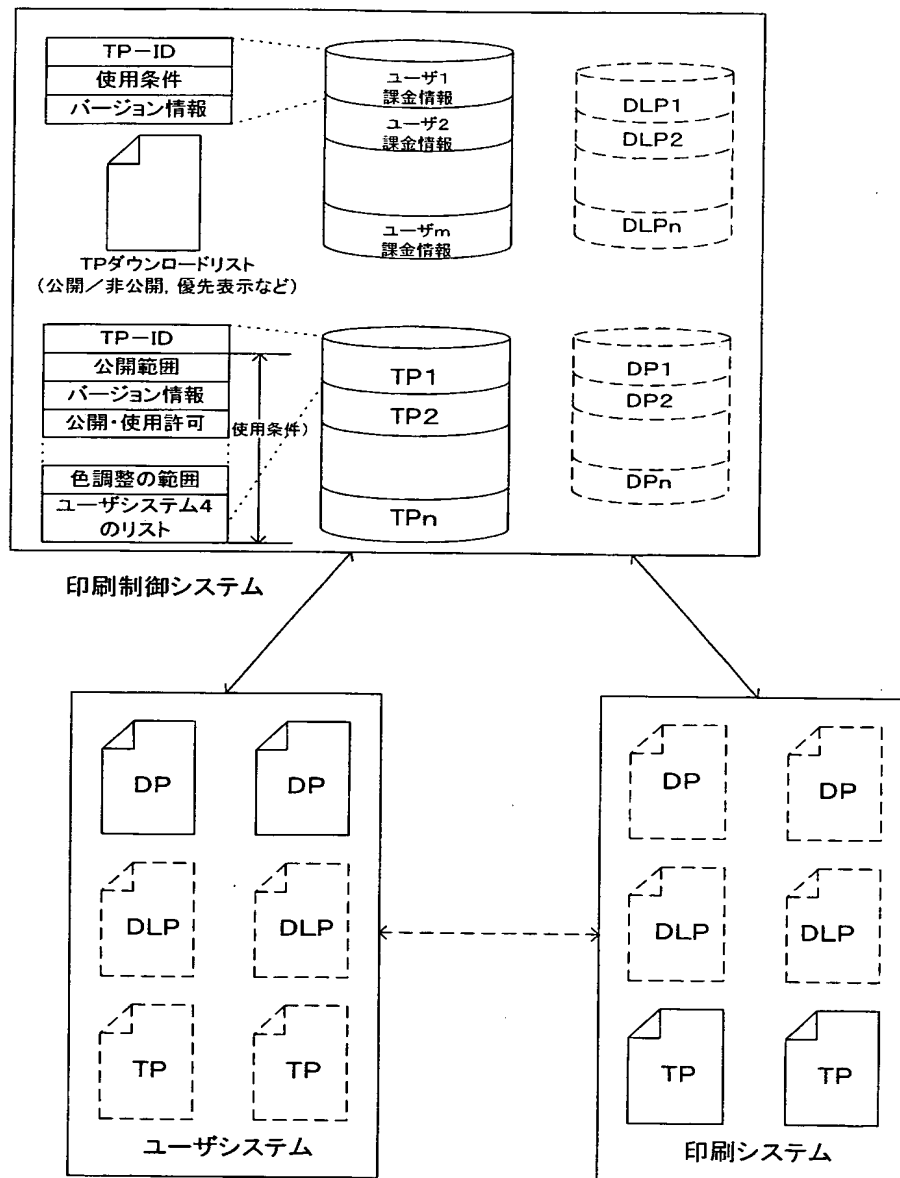 TP－ID
使用条件
バージョン情報
TPダウンロードリスト
（公開／非公開，優先表示など）
ユーザ1
課金情報
ユーザ2
課金情報
ユーザm
課金情報
DLP1
DLP2
DLPn
TP－ID
公開範囲
バージョン情報
公開・使用許可
色調整の範囲
ユーザシステム4
のリスト
使用条件）
TP1
TP2
TPn
DP1
DP2
DPn
印刷制御システム
DP
DP
DLP
DLP
TP
TP
ユーザシステム
DP
DP
DLP
DLP
TP
TP
印刷システム